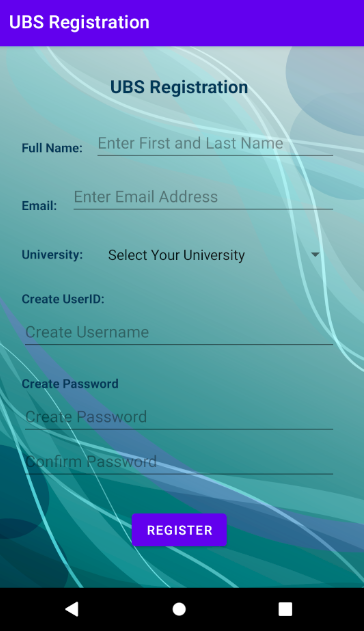 UBS Registration
UBS Registration
Full Name: Enter First and Last Name
Email: Enter Email Address
University: Select Your University
Create UserID:
Create Username
Create Password
Create Password
Confirm Password
REGISTER